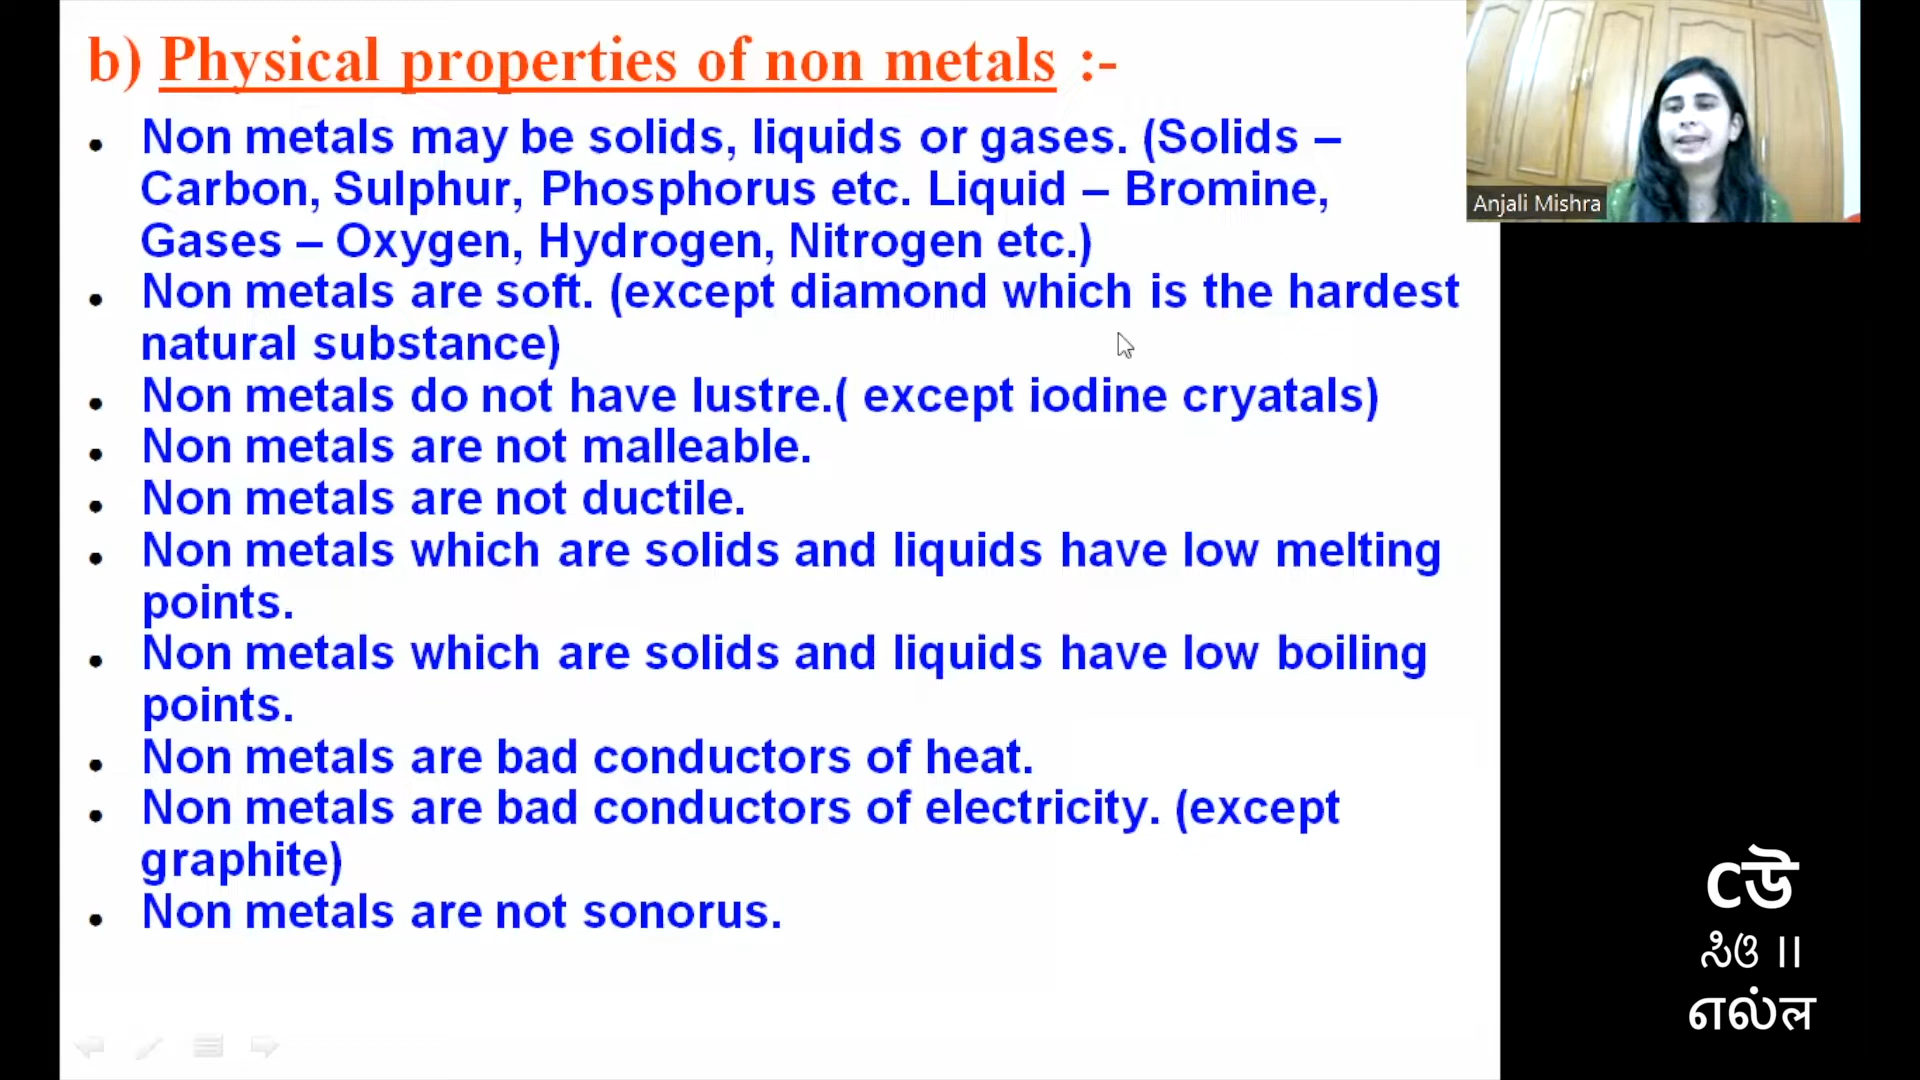 b) Physical properties of non metals :-
• Non metals may be solids, liquids or gases. (Solids –
Carbon, Sulphur, Phosphorus etc. Liquid – Bromine,
Gases – Oxygen, Hydrogen, Nitrogen etc.)
• Non metals are soft. (except diamond which is the hardest
natural substance)
• Non metals do not have lustre.( except iodine cryatals)
• Non metals are not malleable.
• Non metals are not ductile.
• Non metals which are solids and liquids have low melting
points.
• Non metals which are solids and liquids have low boiling
points.
• Non metals are bad conductors of heat.
• Non metals are bad conductors of electricity. (except
graphite)
• Non metals are not sonorus.
Anjali Mishra